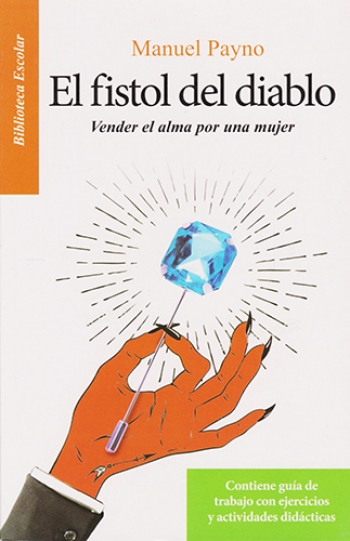 Biblioteca Escolar
Manuel Payno
El fistol del diablo
Vender el alma por una mujer
Contiene guía de
trabajo con ejercicios
y actividades didácticas